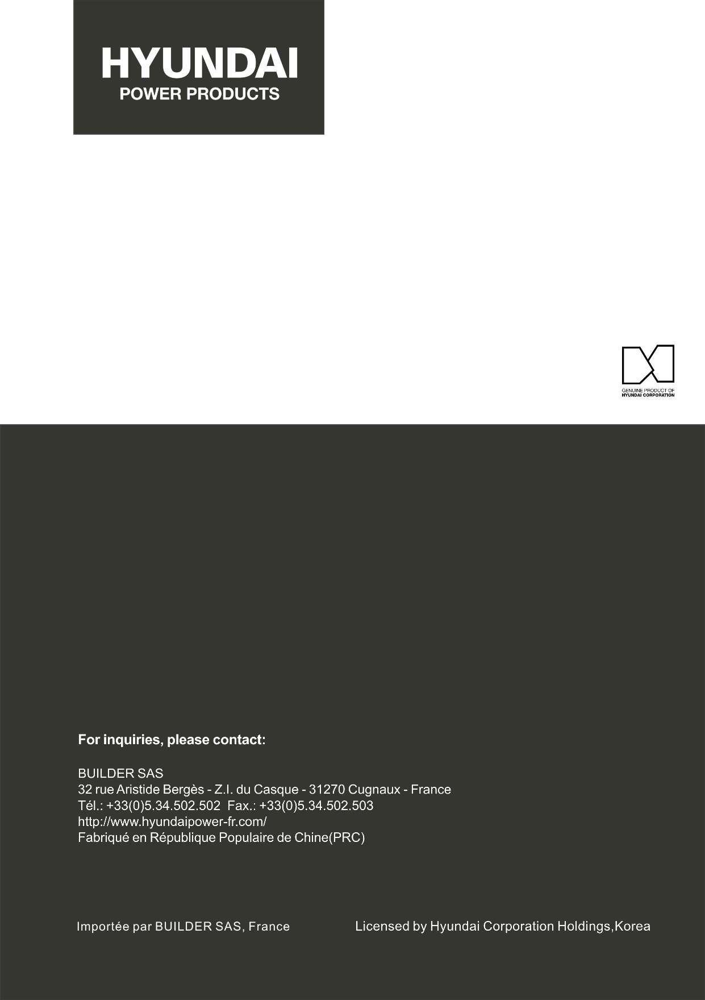 HYUNDAI
POWER PRODUCTS
GENUINE PRODUCT OF
HYUNDAI CORPORATION
For inquiries, please contact:
BUILDER SAS
32 rue Aristide Bergès - Z.I. du Casque - 31270 Cugnaux - France
Tél.: +33(0)5.34.502.502  Fax.: +33(0)5.34.502.503
http://www.hyundaipower-fr.com/
Fabriqué en République Populaire de Chine(PRC)
Importée par BUILDER SAS, France
Licensed by Hyundai Corporation Holdings,Korea